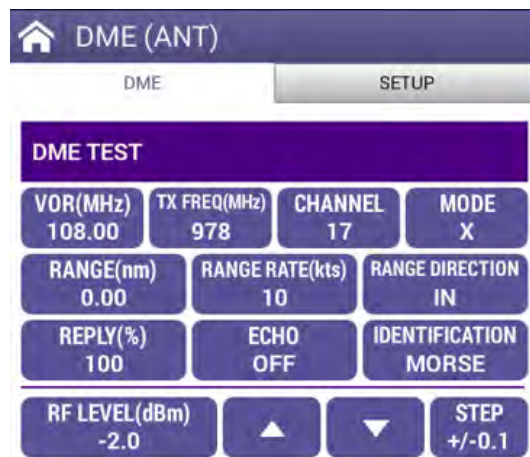 DME (ANT)
DME SETUP
DME TEST
VOR(MHz) TX FREQ(MHz) CHANNEL MODE
108.00 978 17 X
RANGE(nm) RANGE RATE(kts) RANGE DIRECTION
0.00 10 IN
REPLY(%) ECHO IDENTIFICATION
100 OFF MORSE
RF LEVEL(dBm) STEP
-2.0 +/-0.1